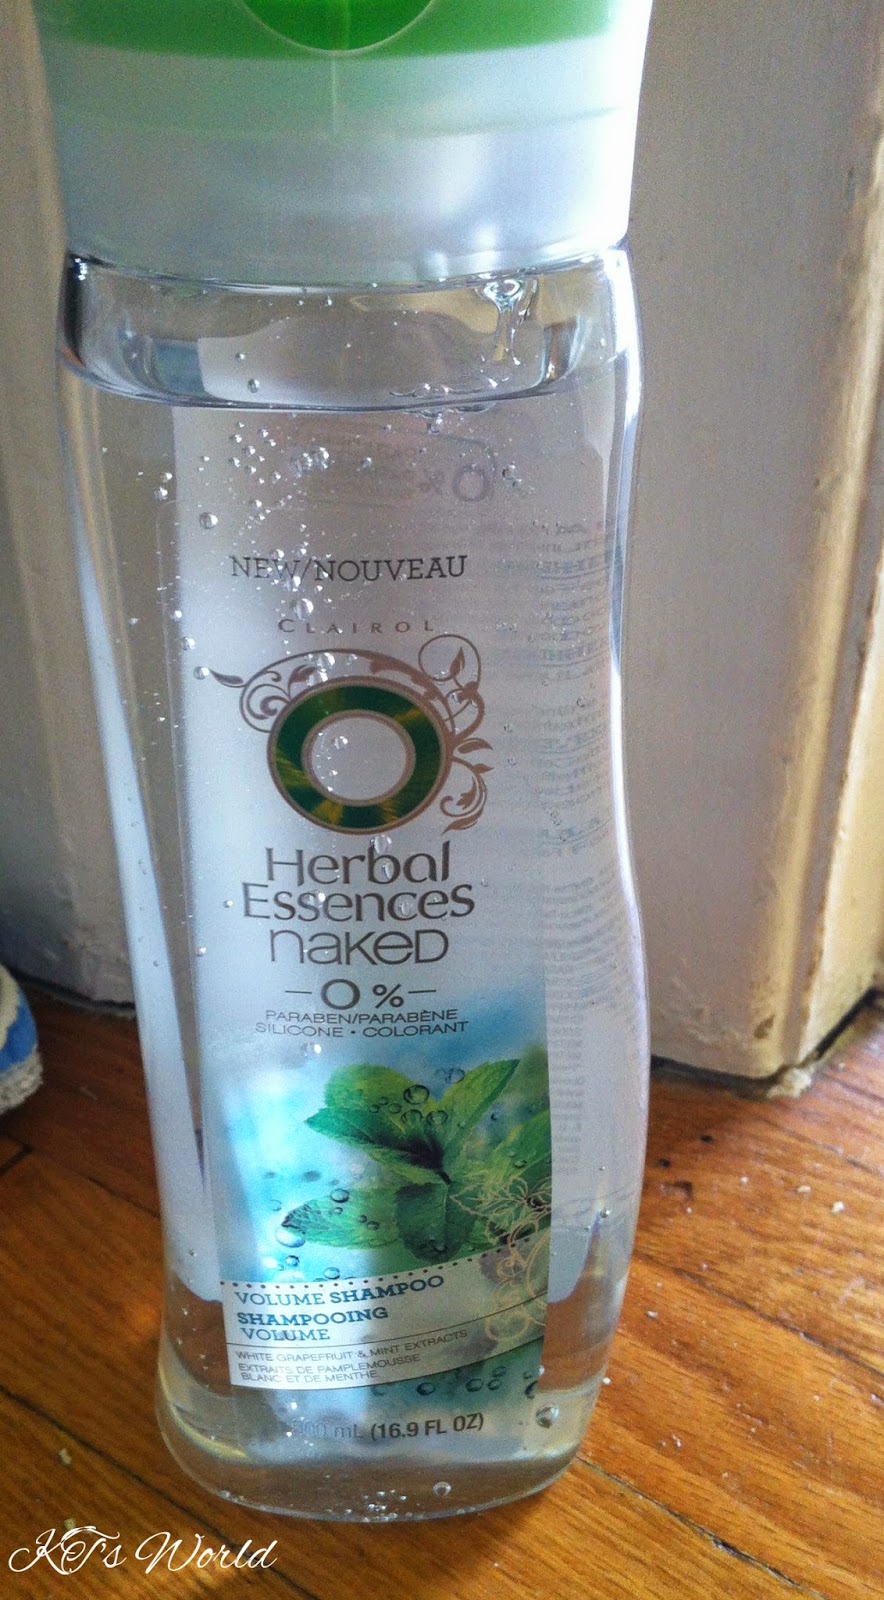 NEW/NOUVEAU
CLAIROL
Herbal
Essences
naked
0%
PARABEN/PARABÈNE
SILICONE • COLORANT
VOLUME SHAMPOO
SHAMPOOING
VOLUME
WHITE GRAPEFRUIT & MINT EXTRACTS
EXTRAITS DE PAMPLEMOUSSE
BLANC ET DE MENTHE
mL (16.9 FL OZ)
KT's World